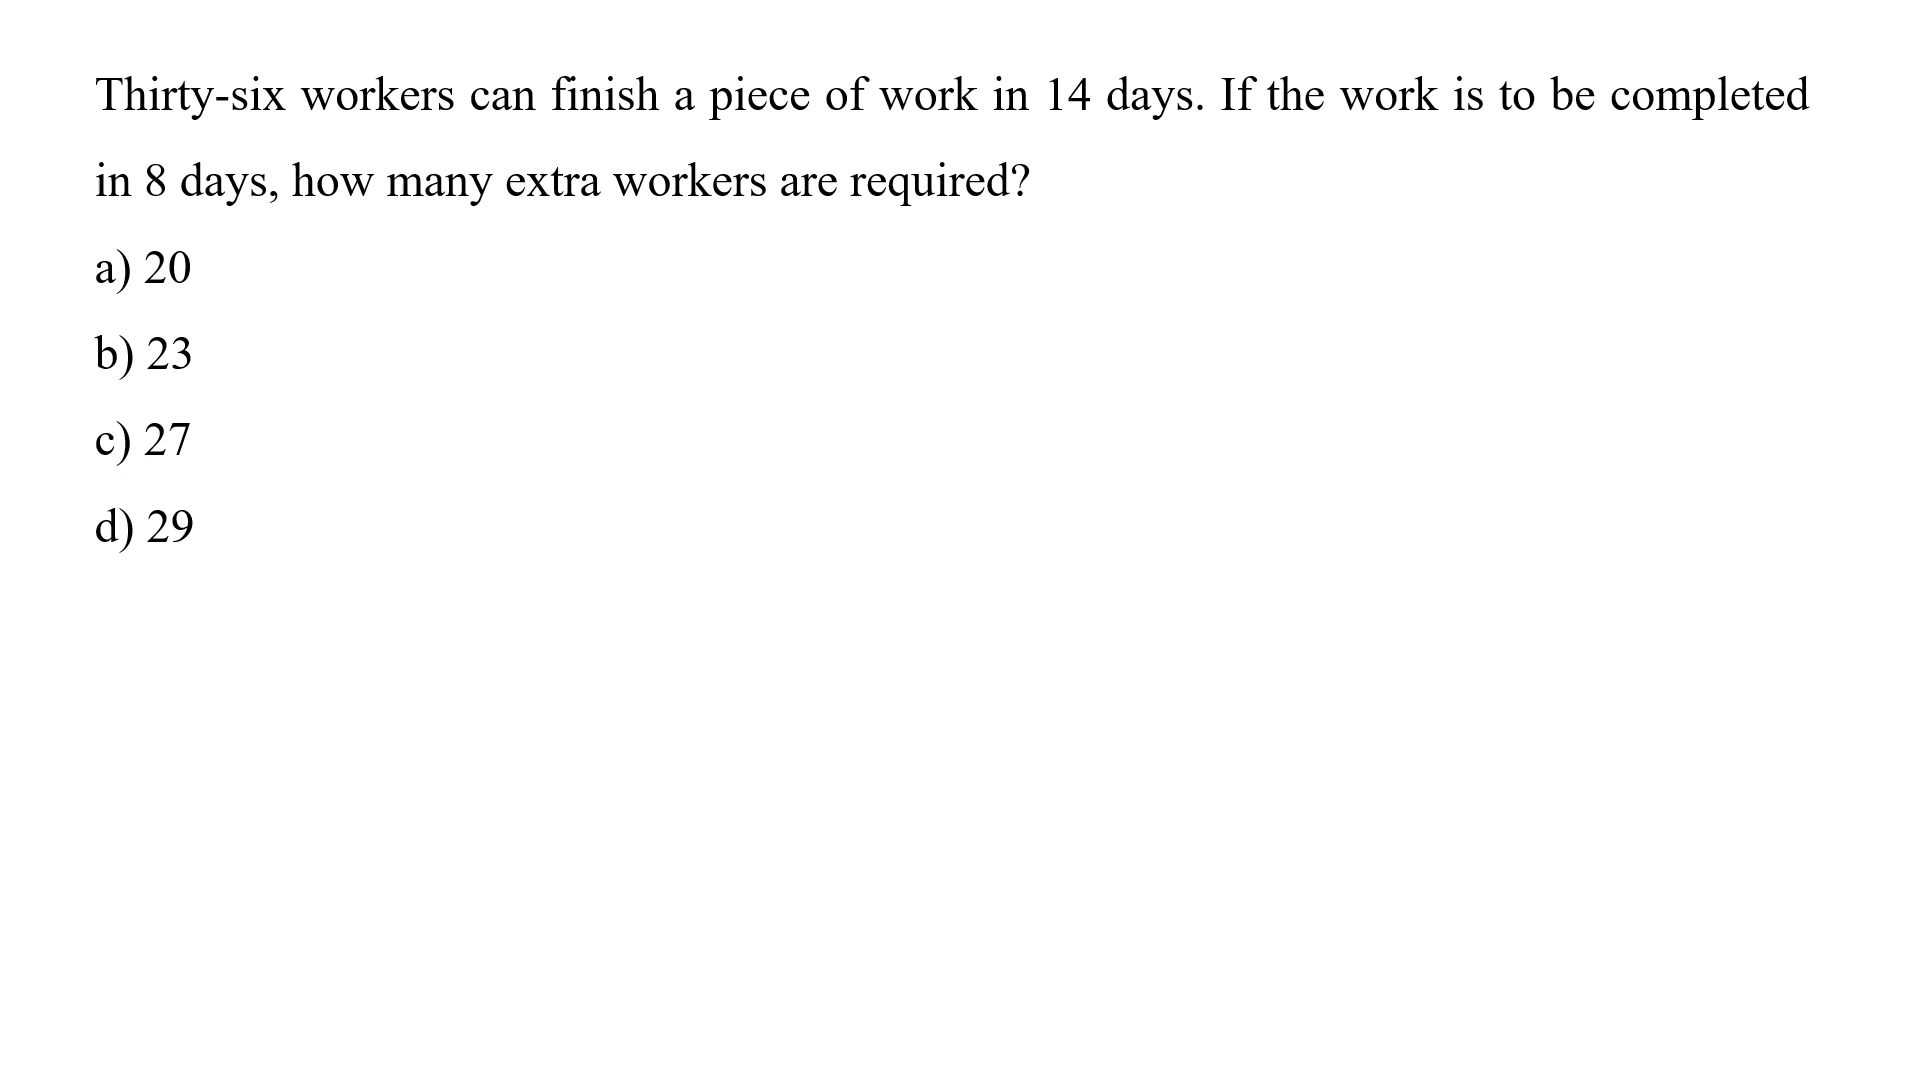 Thirty-six workers can finish a piece of work in 14 days. If the work is to be completed
in 8 days, how many extra workers are required?
a) 20
b) 23
c) 27
d) 29